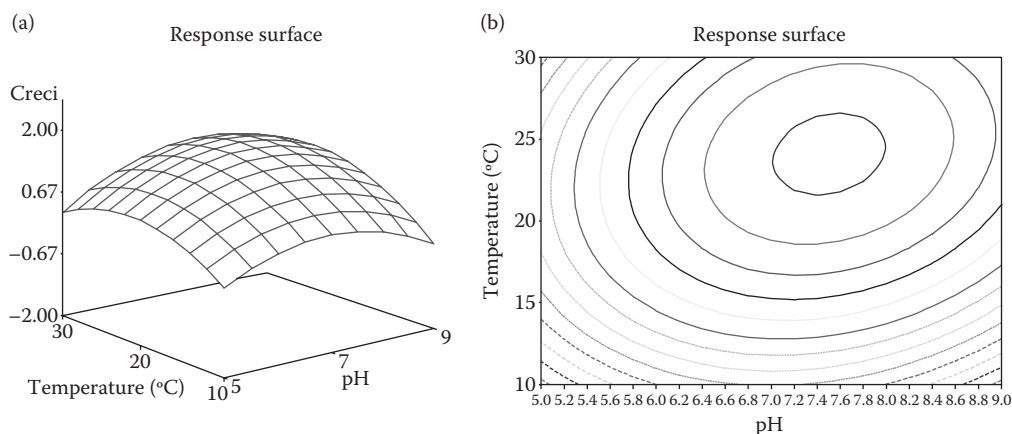 (a)
Response surface
Creci
2.00
0.67
−0.67
−2.00
30
20
10
Temperature (ºC)
5
7
9
pH
(b)
Response surface
30
25
20
15
10
Temperature (ºC)
5.0 5.2 5.4 5.6 5.8 6.0 6.2 6.4 6.6 6.8 7.0 7.2 7.4 7.6 7.8 8.0 8.2 8.4 8.6 8.8 9.0
pH